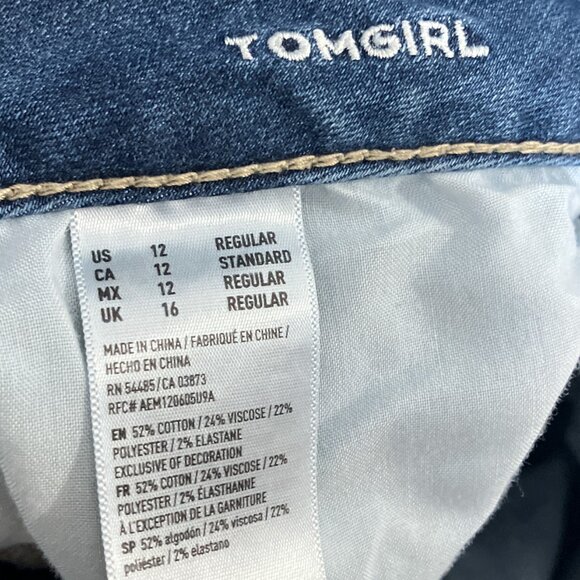 TOMGIRL
US 12 REGULAR
CA 12 STANDARD
MX 12 REGULAR
UK 16 REGULAR
MADE IN CHINA / FABRIQUÉ EN CHINE /
HECHO EN CHINA
RN 54485/CA 03873
RFC# AEM120605U9A
EN 52% COTTON / 24% VISCOSE / 22%
POLYESTER / 2% ELASTANE
EXCLUSIVE OF DECORATION
FR 52% COTON / 24% VISCOSE / 22%
POLYESTER / 2% ÉLASTHANNE
À L'EXCEPTION DE LA GARNITURE
SP 52% algodón / 24% viscosa / 22%
poliéster / 2% elastano